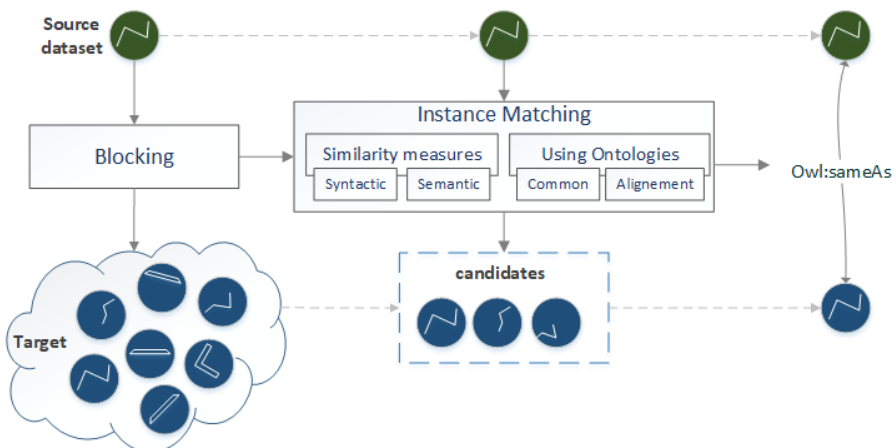 Source
dataset
Instance Matching
Blocking
Similarity measures
Using Ontologies
Syntactic
Semantic
Common
Alignement
Owl:sameAs
candidates
Target